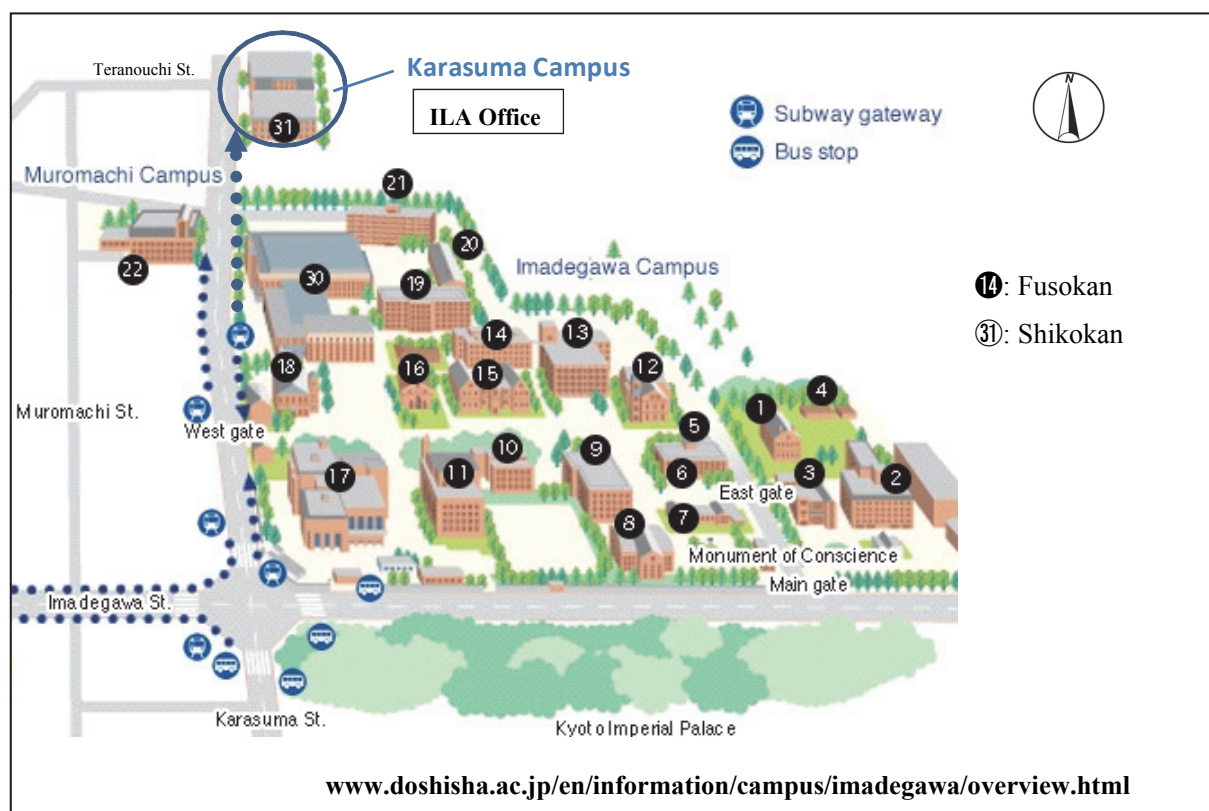 Teranouchi St.
Karasuma Campus
ILA Office
N
Subway gateway
Bus stop
31
Muromachi Campus
21
22
20
Imadegawa Campus
30
19
⓮: Fusokan
㉛: Shikokan
14
13
18
16
15
12
Muromachi St.
West gate
1
4
5
17
11
10
9
6
3
2
East gate
7
8
Monument of Conscience
Main gate
Imadegawa St.
Karasuma St.
Kyoto Imperial Palace
www.doshisha.ac.jp/en/information/campus/imadegawa/overview.html